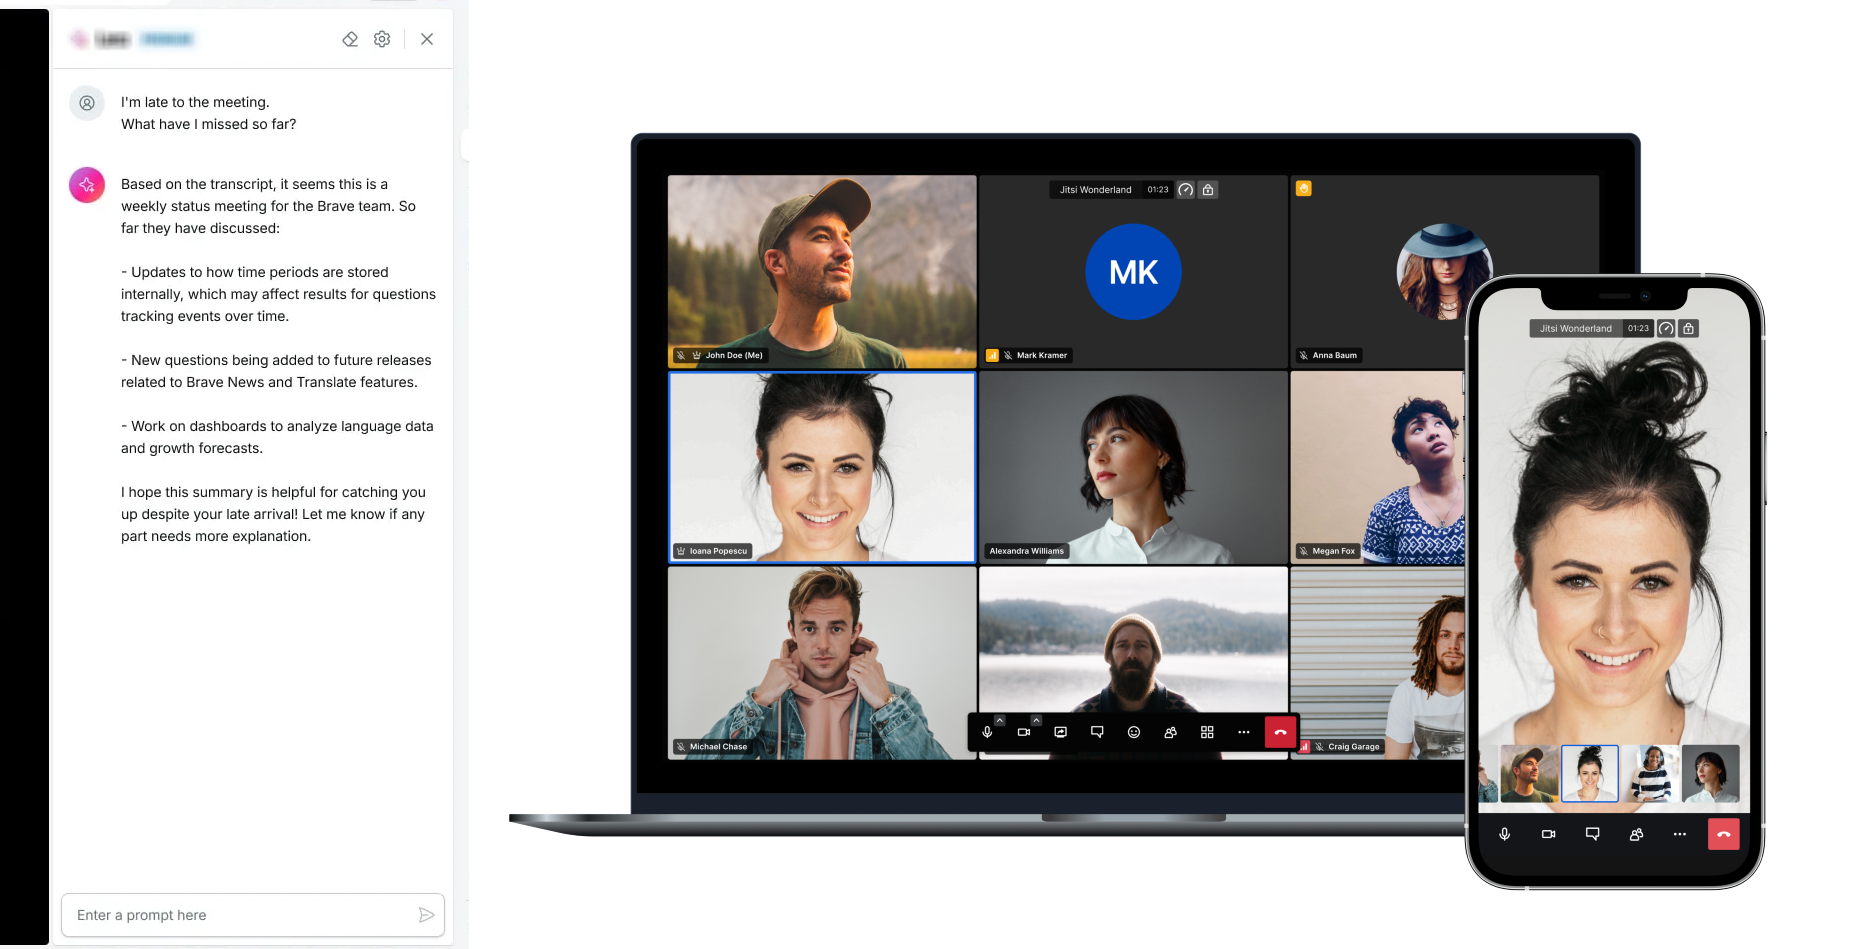 I'm late to the meeting.
What have I missed so far?
Based on the transcript, it seems this is a
weekly status meeting for the Brave team. So
far they have discussed:
- Updates to how time periods are stored
internally, which may affect results for questions
tracking events over time.
- New questions being added to future releases
related to Brave News and Translate features.
- Work on dashboards to analyze language data
and growth forecasts.
I hope this summary is helpful for catching you
up despite your late arrival! Let me know if any
part needs more explanation.
Enter a prompt here
Jitsi Wonderland 01:23
MK
John Doe (Me)
Mark Kramer
Anna Baum
Ioana Popescu
Alexandra Williams
Megan Fox
Michael Chase
Craig Garage
Jitsi Wonderland 01:23